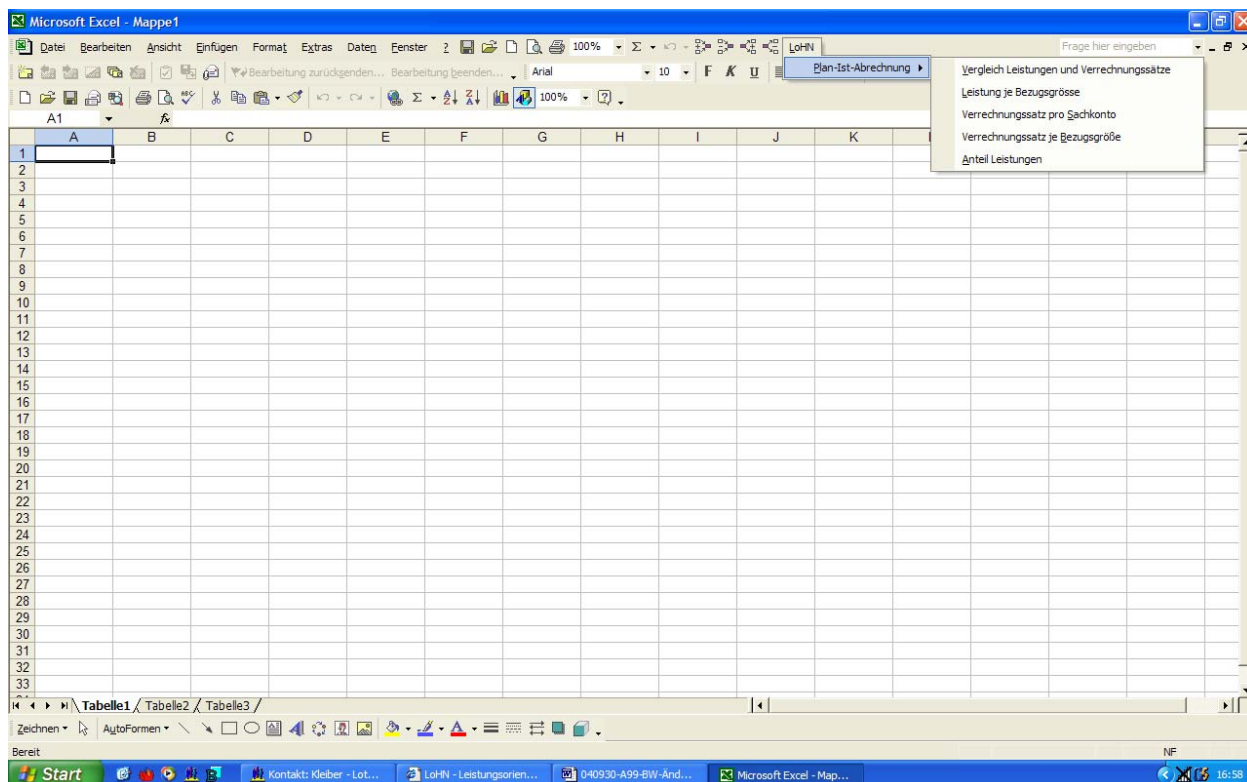 Microsoft Excel - Mappe1
Datei Bearbeiten Ansicht Einfügen Format Extras Daten Fenster ? 100% Σ LoHN Frage hier eingeben
Bearbeitung zurücksenden... Bearbeitung beenden... Arial 10 F K U
Plan-Ist-Abrechnung
Vergleich Leistungen und Verrechnungssätze
Leistung je Bezugsgrösse
Verrechnungssatz pro Sachkonto
Verrechnungssatz je Bezugsgröße
Anteil Leistungen
Σ 100%
A1 fx
A B C D E F G H I J K
1
2
3
4
5
6
7
8
9
10
11
12
13
14
15
16
17
18
19
20
21
22
23
24
25
26
27
28
29
30
31
32
33
Tabelle1 Tabelle2 Tabelle3
Zeichnen AutoFormen
Bereit NF
Start Kontakt: Kleiber - Lot... LoHN - Leistungsorien... 040930-A99-BW-Änd... Microsoft Excel - Map... 16:58